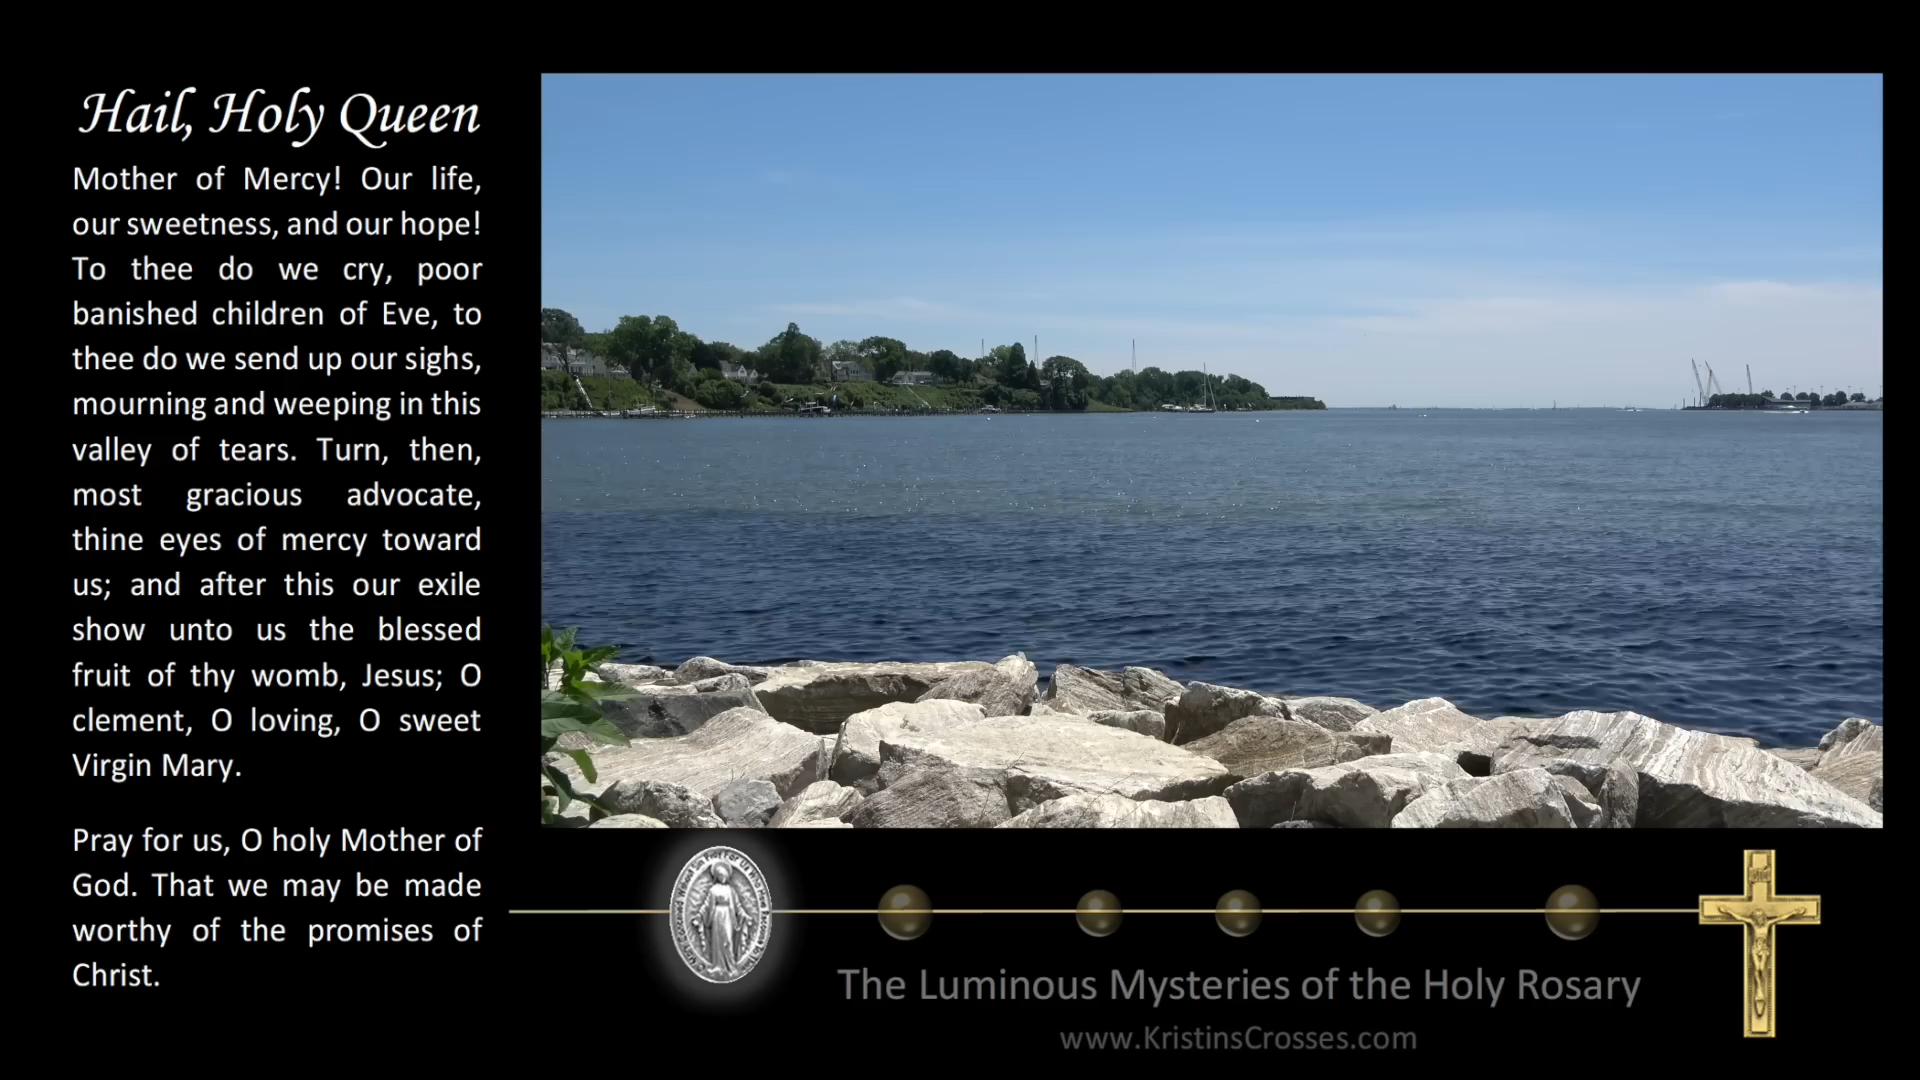 Hail, Holy Queen
Mother of Mercy! Our life,
our sweetness, and our hope!
To thee do we cry, poor
banished children of Eve, to
thee do we send up our sighs,
mourning and weeping in this
valley of tears. Turn, then,
most gracious advocate,
thine eyes of mercy toward
us; and after this our exile
show unto us the blessed
fruit of thy womb, Jesus; O
clement, O loving, O sweet
Virgin Mary.
Pray for us, O holy Mother of
God. That we may be made
worthy of the promises of
Christ.
The Luminous Mysteries of the Holy Rosary
www.KristinsCrosses.com